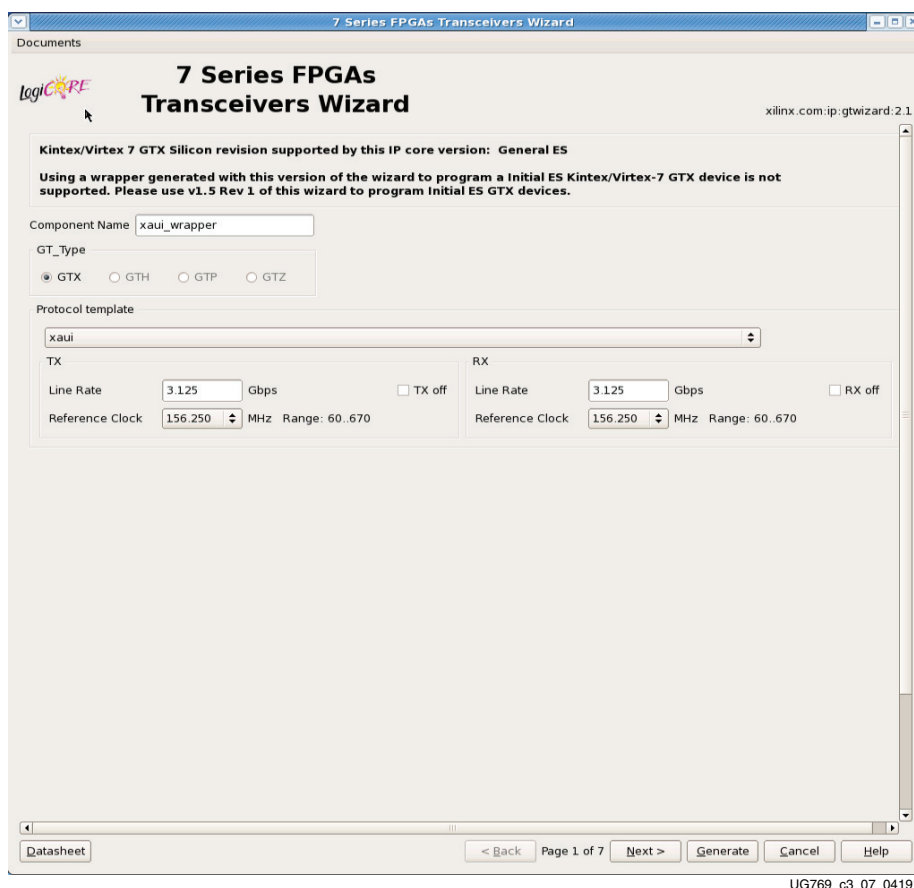 7 Series FPGAs Transceivers Wizard
Documents
LogiCORE
7 Series FPGAs
Transceivers Wizard
xilinx.com:ip:gtwizard:2.1
Kintex/Virtex 7 GTX Silicon revision supported by this IP core version: General ES
Using a wrapper generated with this version of the wizard to program a Initial ES Kintex/Virtex-7 GTX device is not
supported. Please use v1.5 Rev 1 of this wizard to program Initial ES GTX devices.
Component Name xaui_wrapper
GT_Type
GTX GTH GTP GTZ
Protocol template
xaui
TX RX
Line Rate 3.125 Gbps TX off Line Rate 3.125 Gbps RX off
Reference Clock 156.250 MHz Range: 60..670 Reference Clock 156.250 MHz Range: 60..670
Datasheet < Back Page 1 of 7 Next > Generate Cancel Help
UG769_c3_07_0419